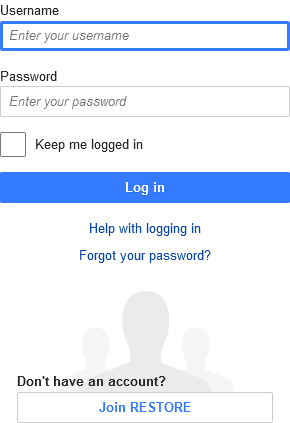 Username
Enter your username
Password
Enter your password
Keep me logged in
Log in
Help with logging in
Forgot your password?
Don't have an account?
Join RESTORE